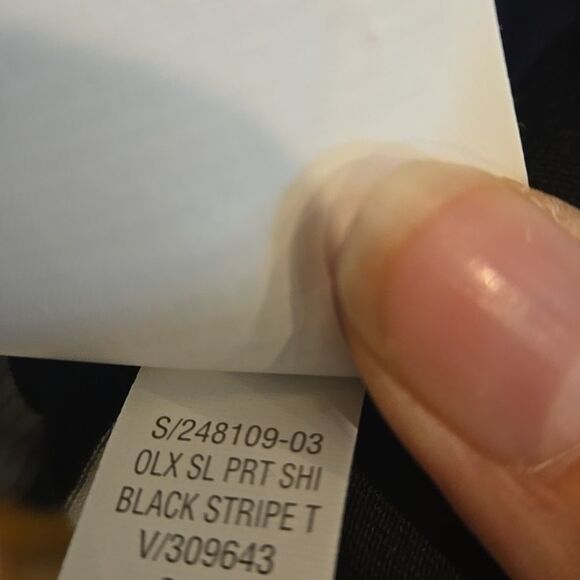 S/248109-03
OLX SL PRT SHI
BLACK STRIPE T
V/309643